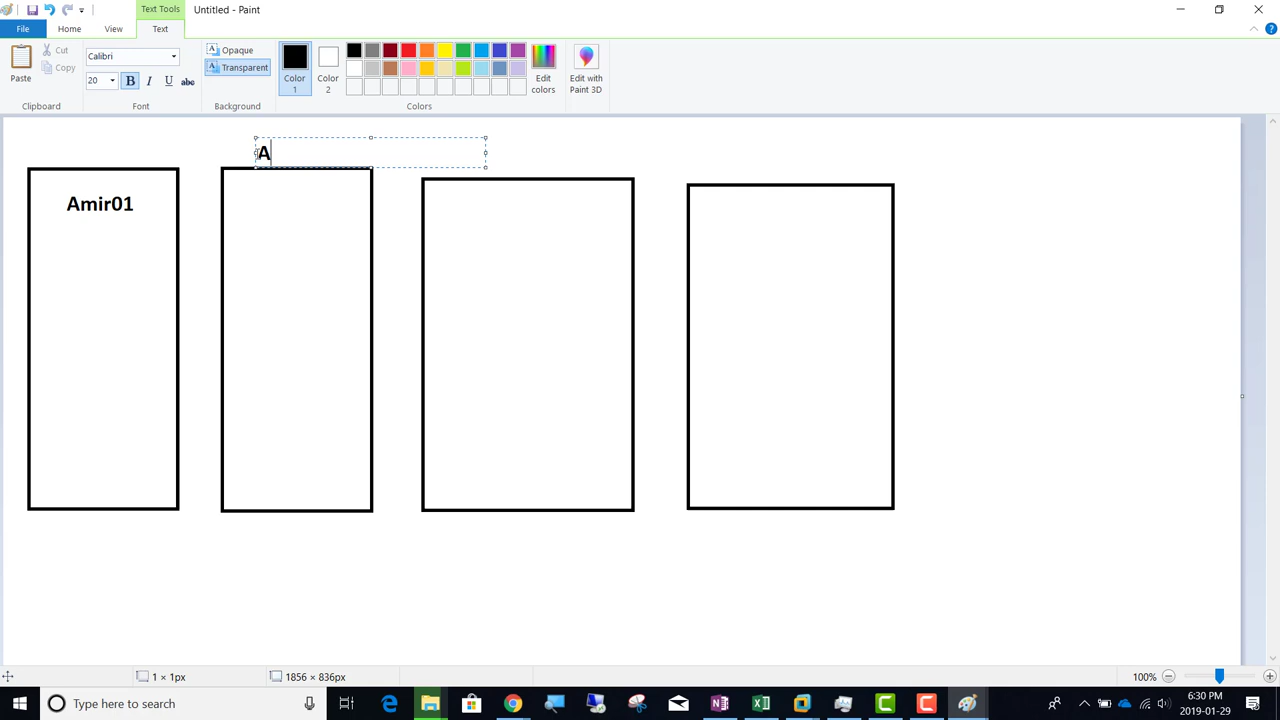 Text Tools
Untitled - Paint
File
Home
View
Text
Paste
Cut
Copy
Clipboard
Calibri
20
B I U abc
Font
Opaque
Transparent
Background
Color 1
Color 2
Edit colors
Colors
Edit with Paint 3D
A
Amir01
1 × 1px
1856 × 836px
100%
Type here to search
6:30 PM
2019-01-29